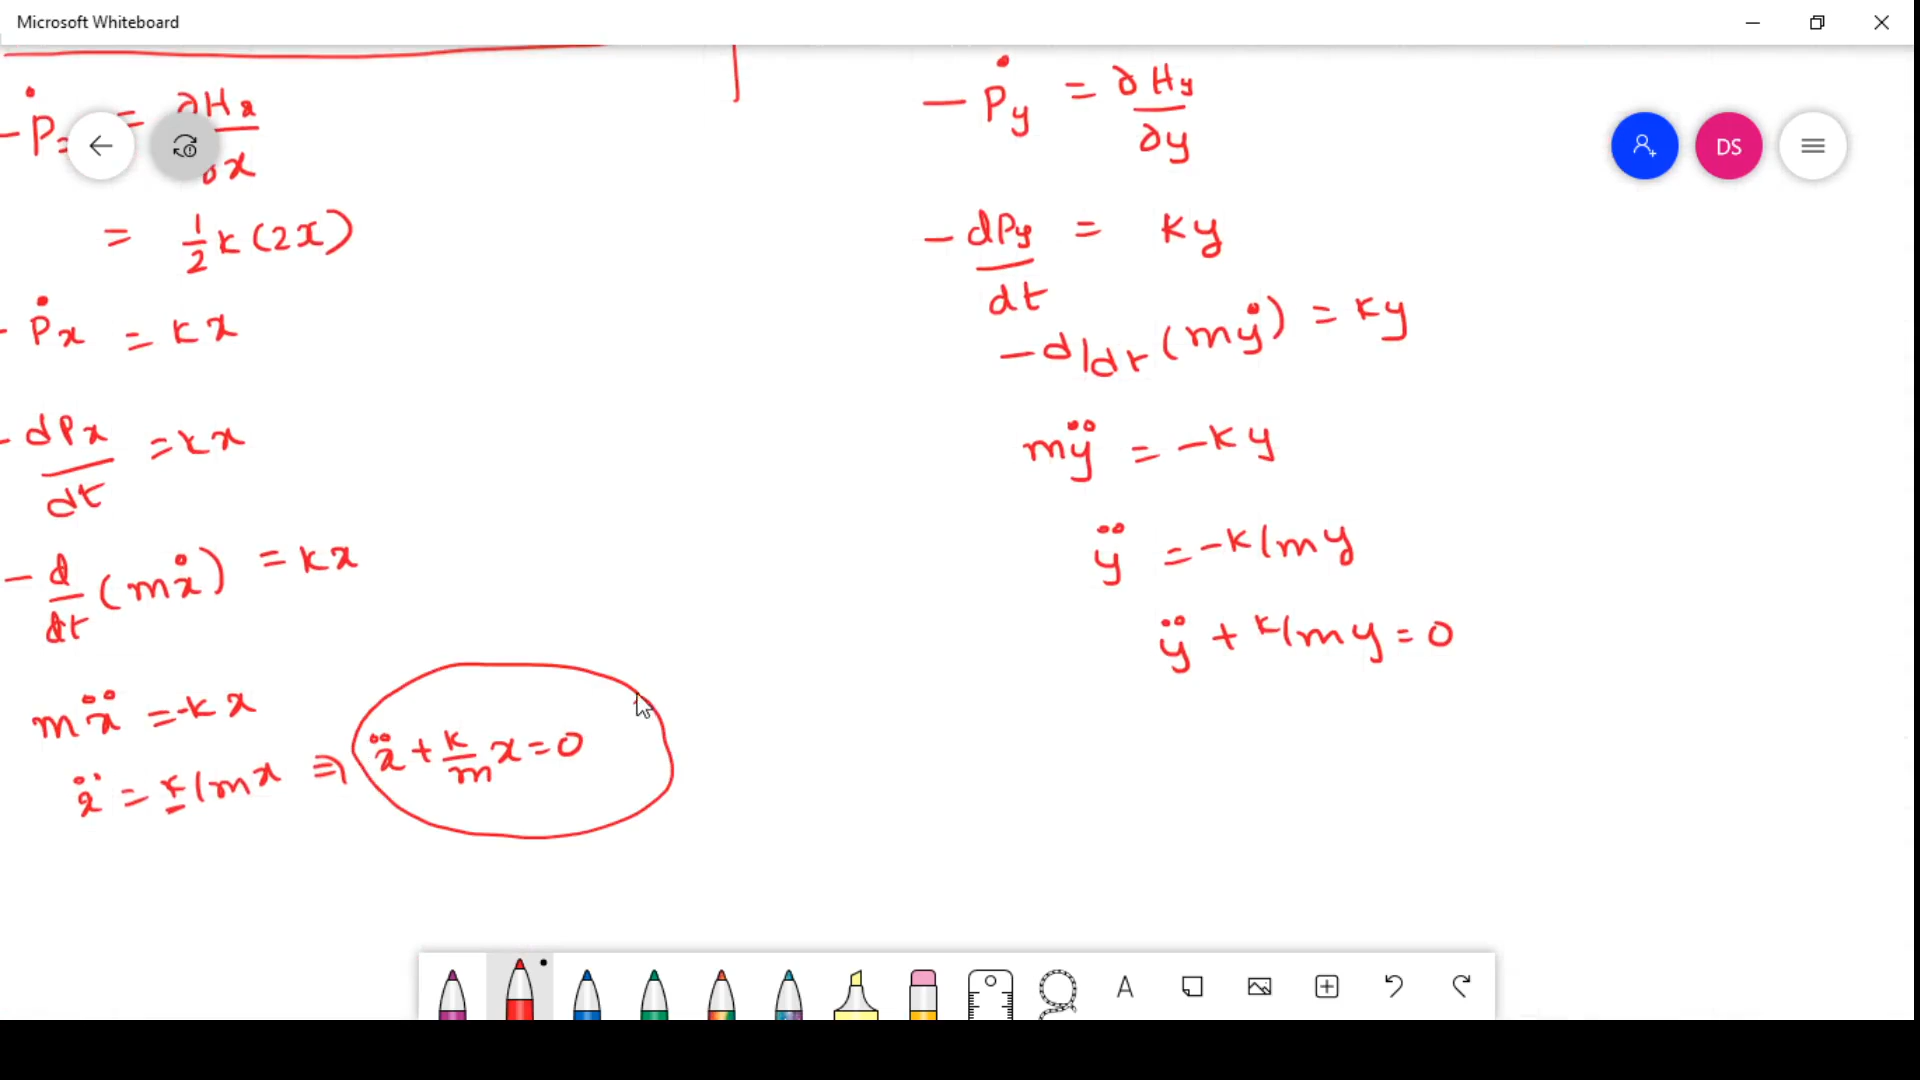 Microsoft Whiteboard
-Ṗx = ∂Hx/∂x
= 1/2 k(2x)
- Ṗx = kx
- dPx/dt = kx
- d/dt (mẋ) = kx
mẍ = -kx
ẍ = k/m x ⇒ ẍ + k/m x = 0
- Ṗy = ∂Hy/∂y
- dPy/dt = ky
- d/dt (mẏ) = ky
mÿ = -ky
ÿ = -k/m y
ÿ + k/m y = 0
DS
A